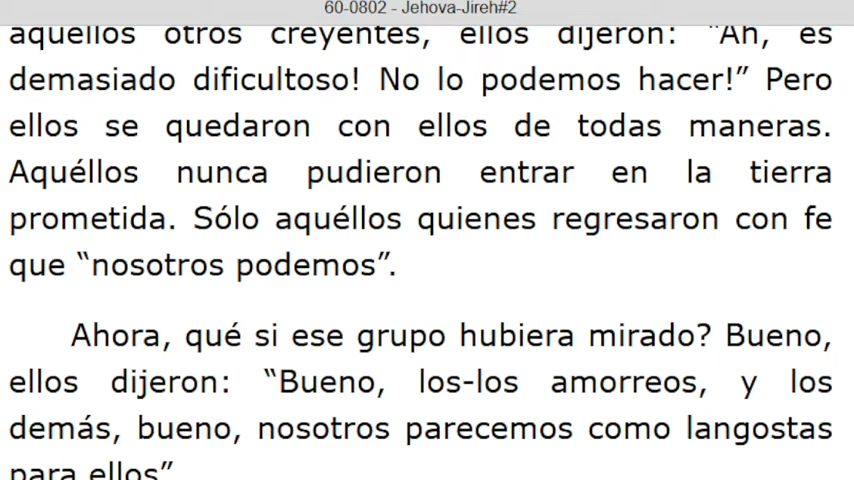 60-0802 - Jehova-Jireh#2
aquellos otros creyentes, ellos dijeron: “Ah, es
demasiado dificultoso! No lo podemos hacer!” Pero
ellos se quedaron con ellos de todas maneras.
Aquéllos nunca pudieron entrar en la tierra
prometida. Sólo aquéllos quienes regresaron con fe
que “nosotros podemos”.
Ahora, qué si ese grupo hubiera mirado? Bueno,
ellos dijeron: “Bueno, los-los amorreos, y los
demás, bueno, nosotros parecemos como langostas
para ellos”